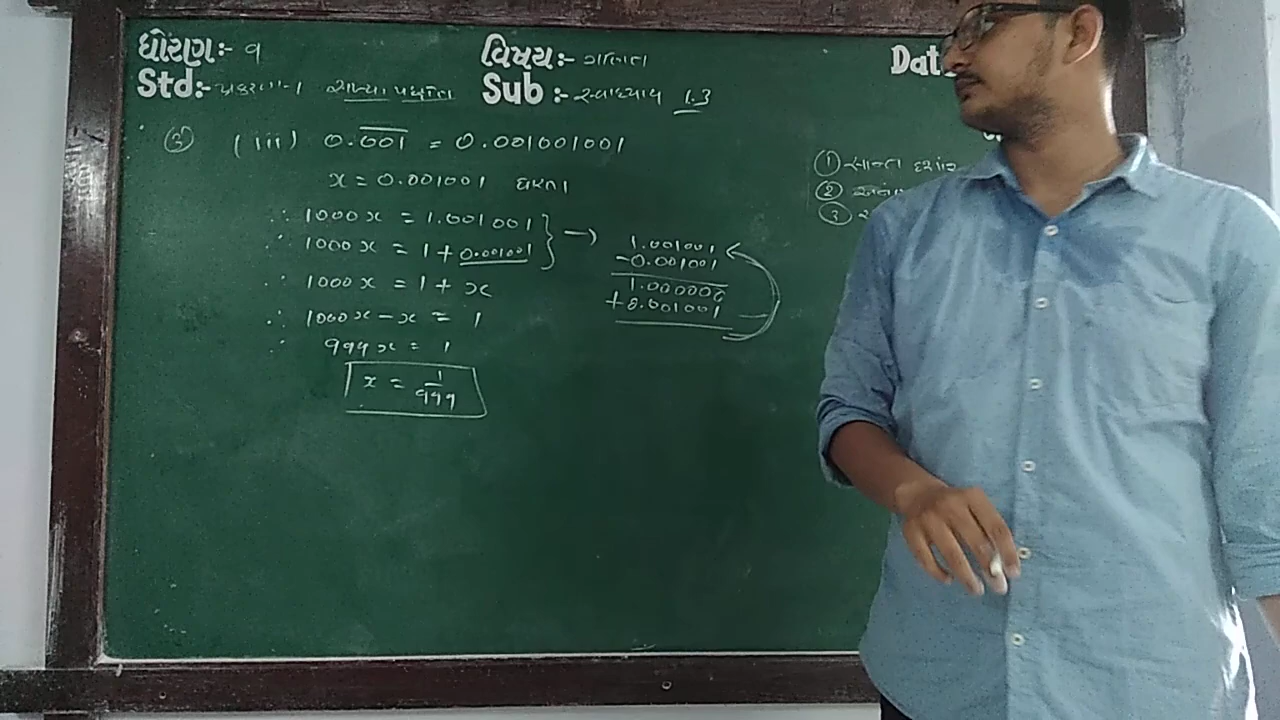 ધોરણ:- ૧ વિષય:- ગણિત
Std:- પ્રકરણ-1 સંખ્યા પદ્ધતિ Sub :- સ્વાધ્યાય 1.3 Dat
③ (iii) 0.001̅ = 0.001001001
x = 0.001001 ધારતા
∴ 1000x = 1.001001
∴ 1000x = 1 + 0.001001
∴ 1000x = 1 + x
∴ 1000x - x = 1
∴ 999x = 1
x = 1/999
→ 1.001001
-0.001001
1.000000
+0.001001
① સાન્ત દશાંશ
②
③